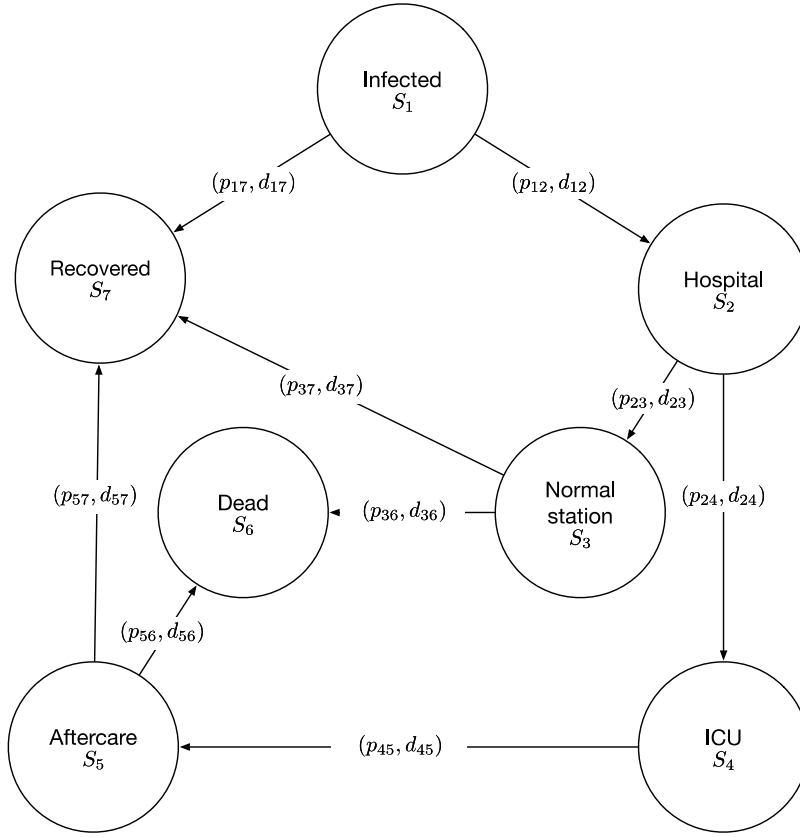 Infected
S₁
(p₁₇, d₁₇)
(p₁₂, d₁₂)
Recovered
S₇
Hospital
S₂
(p₃₇, d₃₇)
(p₂₃, d₂₃)
(p₅₇, d₅₇)
Dead
S₆
(p₃₆, d₃₆)
Normal
station
S₃
(p₂₄, d₂₄)
(p₅₆, d₅₆)
Aftercare
S₅
(p₄₅, d₄₅)
ICU
S₄